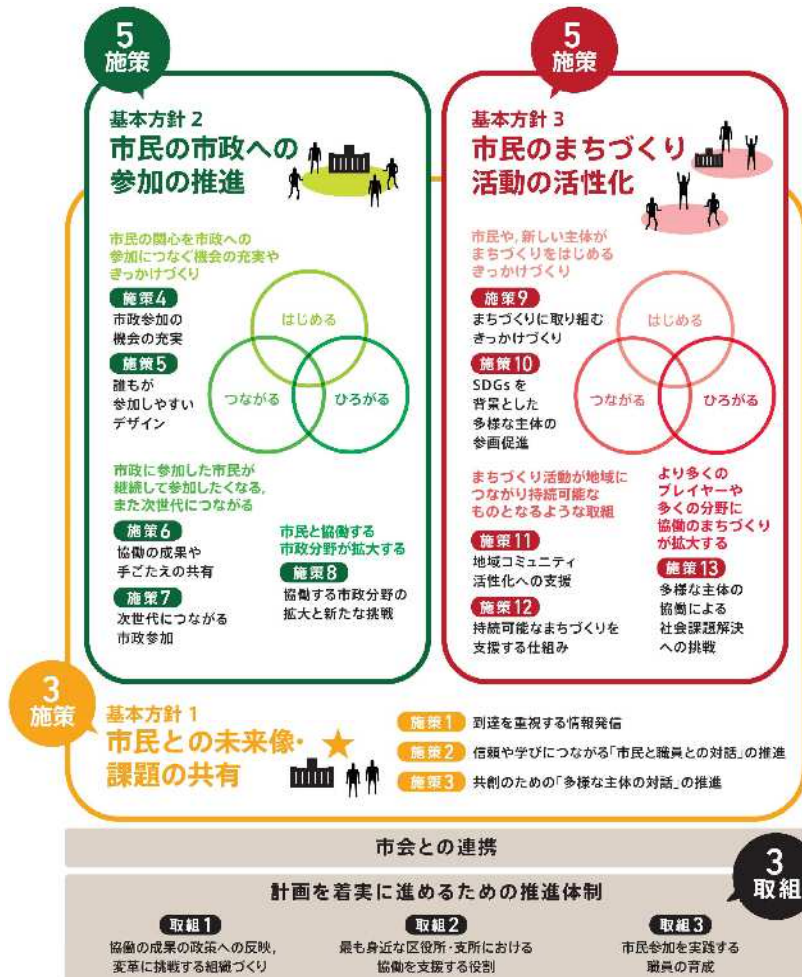 5
施策
基本方針 2
市民の市政への
参加の推進
市民の関心を市政への
参加につなぐ機会の充実や
きっかけづくり
施策4
市政参加の
機会の充実
施策5
誰もが
参加しやすい
デザイン
はじめる
つながる
ひろがる
市政に参加した市民が
継続して参加したくなる,
また次世代につながる
施策6
協働の成果や
手ごたえの共有
施策7
次世代につながる
市政参加
市民と協働する
市政分野が拡大する
施策8
協働する市政分野の
拡大と新たな挑戦
5
施策
基本方針 3
市民のまちづくり
活動の活性化
市民や,新しい主体が
まちづくりをはじめる
きっかけづくり
施策9
まちづくりに取り組む
きっかけづくり
施策10
SDGs を
背景とした
多様な主体の
参画促進
はじめる
つながる
ひろがる
まちづくり活動が地域に
つながり持続可能な
ものとなるような取組
施策11
地域コミュニティ
活性化への支援
施策12
持続可能なまちづくりを
支援する仕組み
より多くの
プレイヤーや
多くの分野に
協働のまちづくり
が拡大する
施策13
多様な主体の
協働による
社会課題解決
への挑戦
3
施策
基本方針 1
市民との未来像・
課題の共有
施策1 到達を重視する情報発信
施策2 信頼や学びにつながる「市民と職員との対話」の推進
施策3 共創のための「多様な主体の対話」の推進
市会との連携
計画を着実に進めるための推進体制
3
取組
取組1
協働の成果の政策への反映,
変革に挑戦する組織づくり
取組2
最も身近な区役所・支所における
協働を支援する役割
取組3
市民参加を実践する
職員の育成